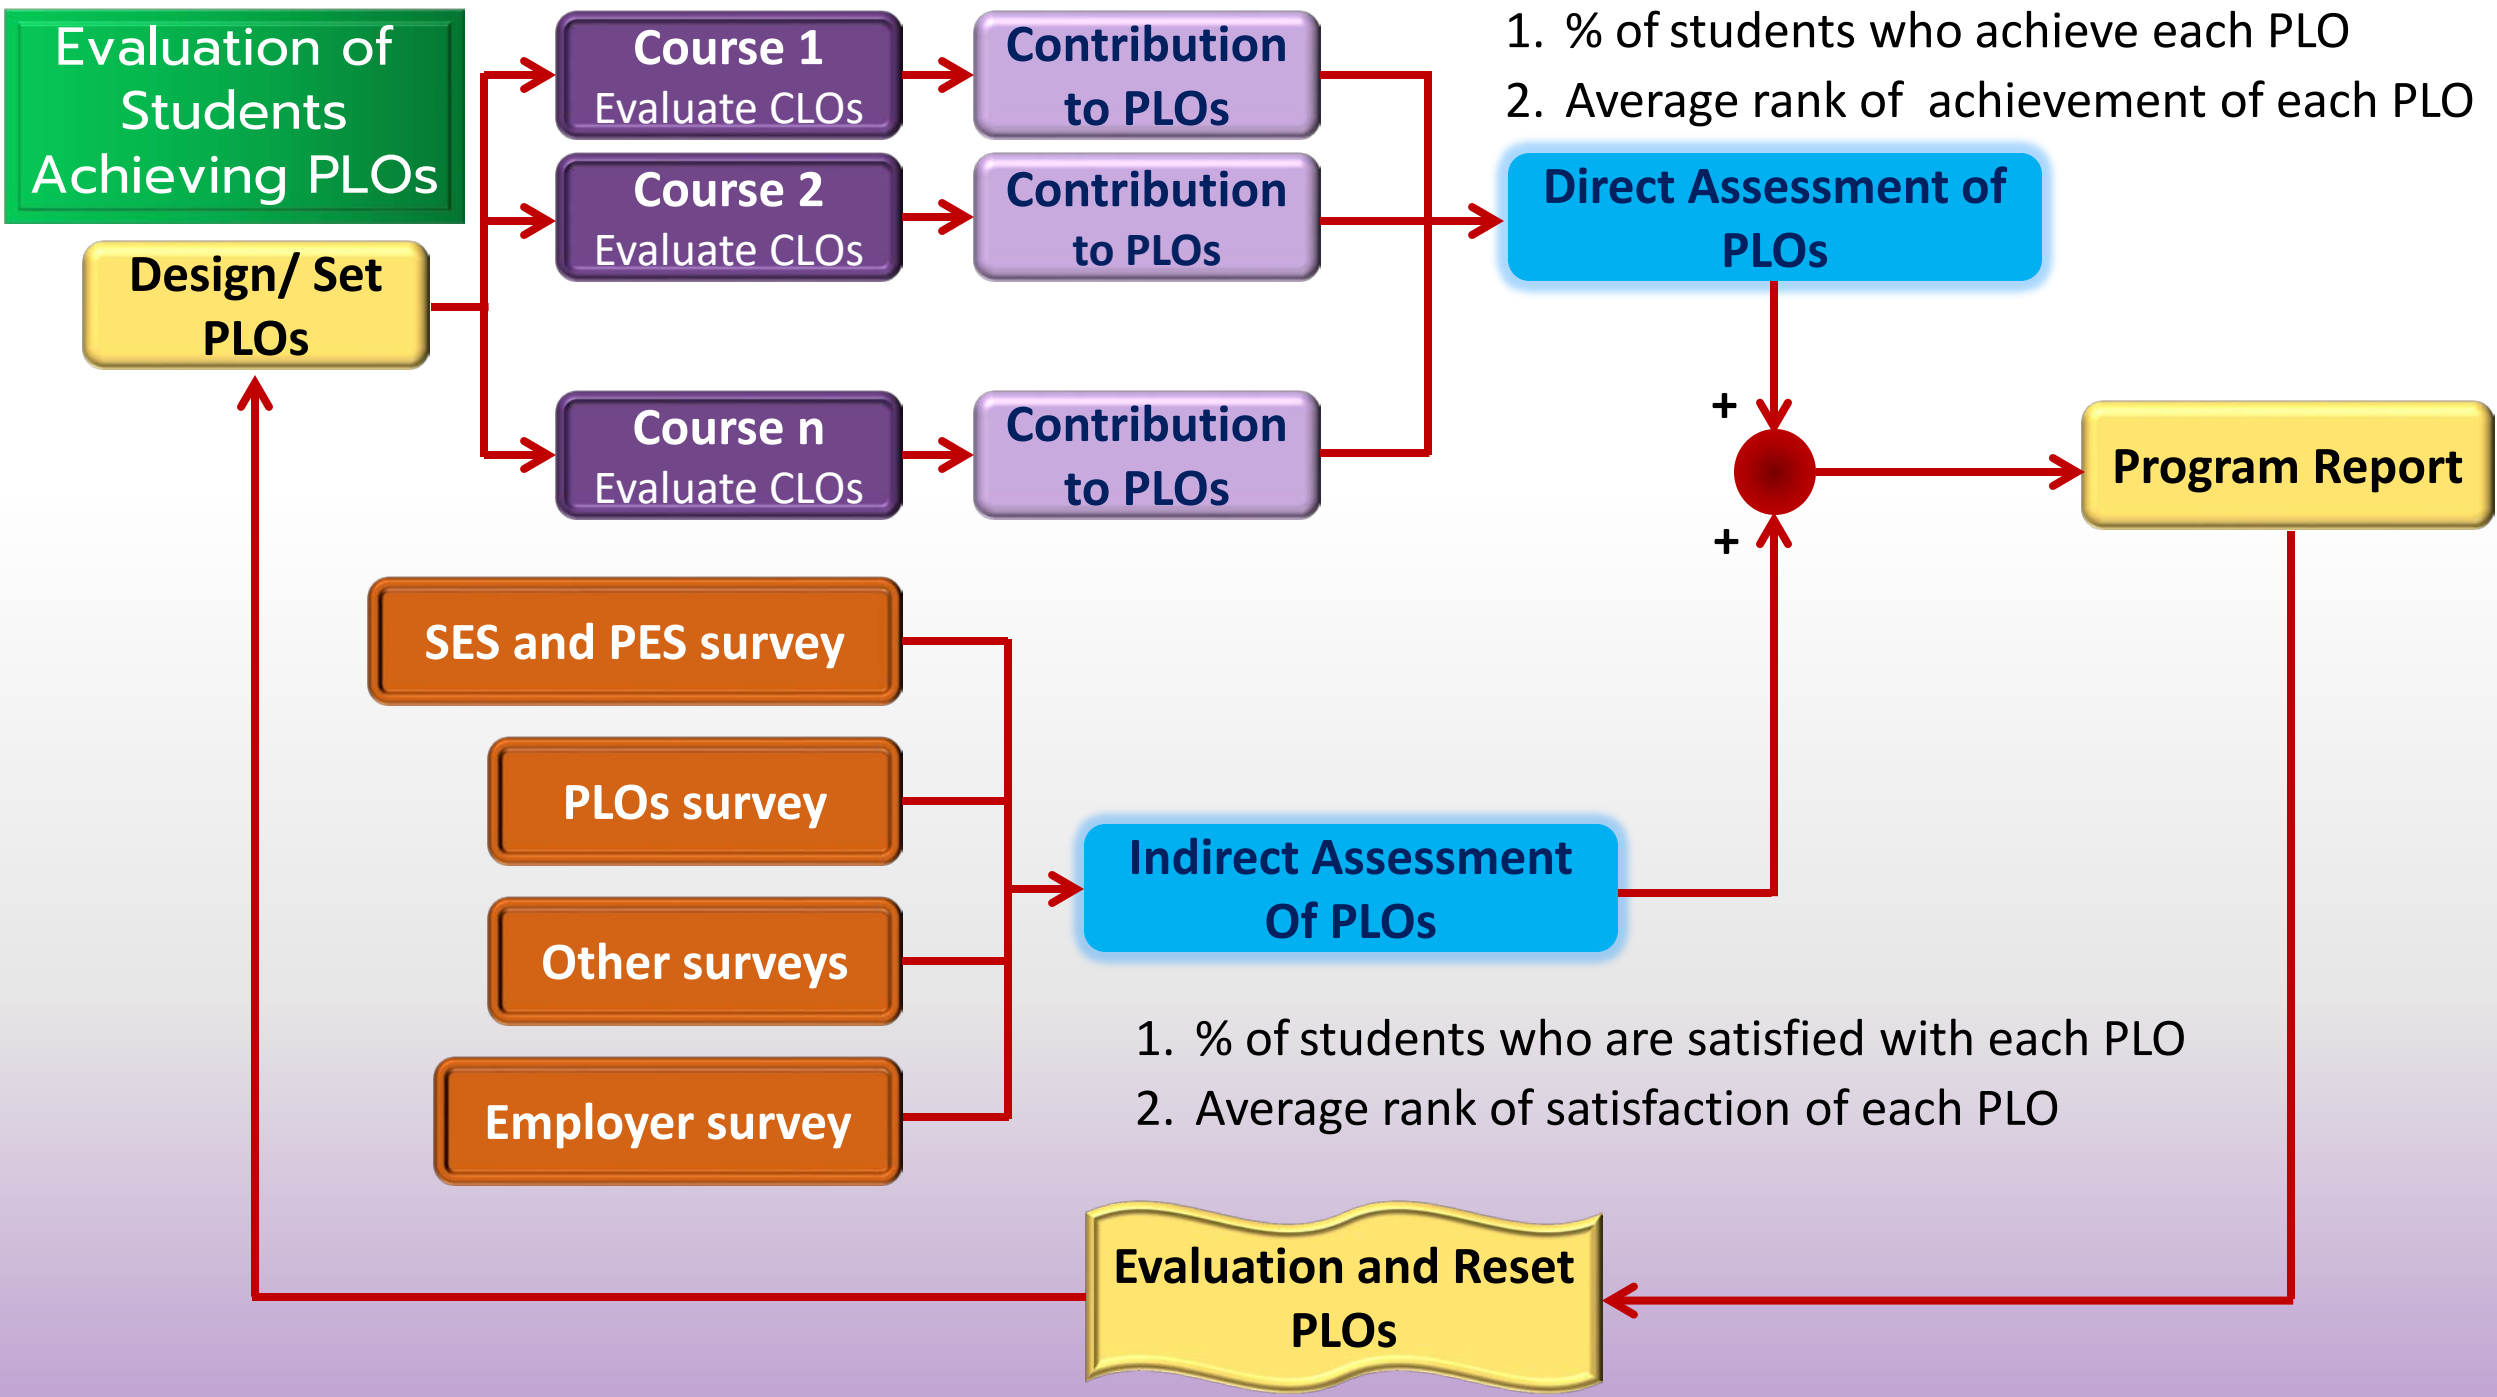 Evaluation of
Students
Achieving PLOs
Design/ Set
PLOs
Course 1
Evaluate CLOs
Contribution
to PLOs
Course 2
Evaluate CLOs
Contribution
to PLOs
Course n
Evaluate CLOs
Contribution
to PLOs
1. % of students who achieve each PLO
2. Average rank of achievement of each PLO
Direct Assessment of
PLOs
+
+
Program Report
SES and PES survey
PLOs survey
Other surveys
Employer survey
Indirect Assessment
Of PLOs
1. % of students who are satisfied with each PLO
2. Average rank of satisfaction of each PLO
Evaluation and Reset
PLOs